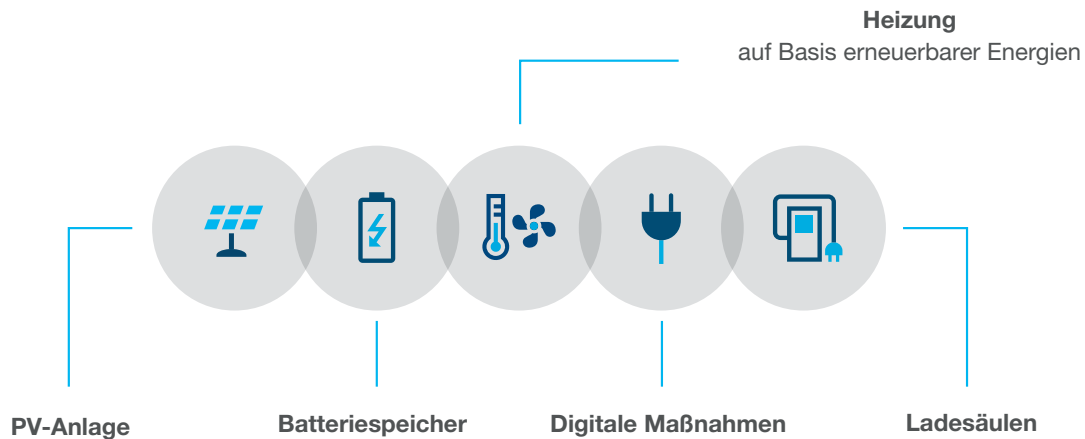 Heizung
auf Basis erneuerbarer Energien
PV-Anlage
Batteriespeicher
Digitale Maßnahmen
Ladesäulen